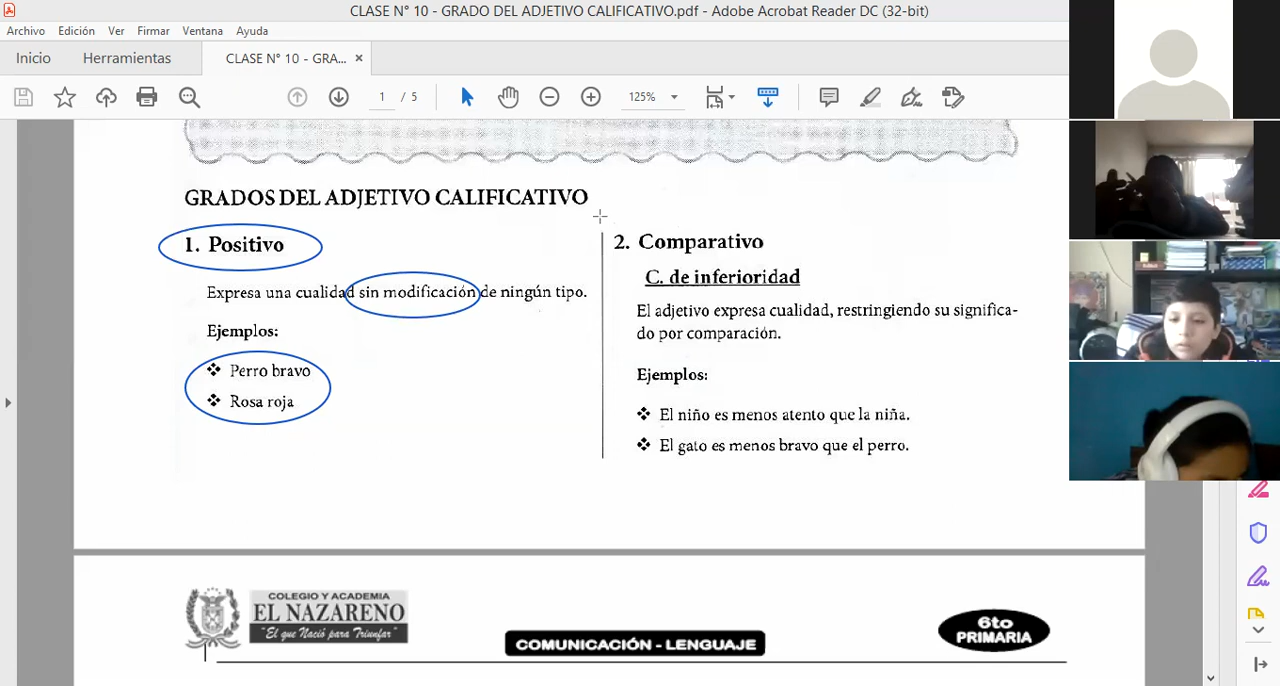 CLASE N° 10 - GRADO DEL ADJETIVO CALIFICATIVO.pdf - Adobe Acrobat Reader DC (32-bit)
Archivo Edición Ver Firmar Ventana Ayuda
Inicio Herramientas CLASE N° 10 - GRA... ×
1 / 5 125%
GRADOS DEL ADJETIVO CALIFICATIVO
1. Positivo
Expresa una cualidad sin modificación de ningún tipo.
Ejemplos:
❖ Perro bravo
❖ Rosa roja
2. Comparativo
C. de inferioridad
El adjetivo expresa cualidad, restringiendo su significa-
do por comparación.
Ejemplos:
❖ El niño es menos atento que la niña.
❖ El gato es menos bravo que el perro.
COLEGIO Y ACADEMIA
EL NAZARENO
"El que Nació para Triunfar"
COMUNICACIÓN - LENGUAJE
6to
PRIMARIA